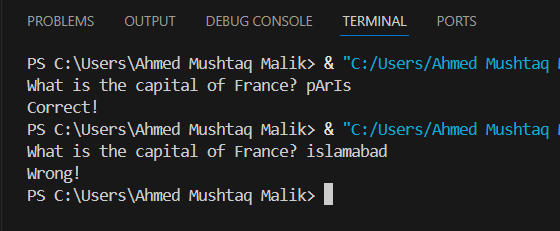 PROBLEMS OUTPUT DEBUG CONSOLE TERMINAL PORTS
PS C:\Users\Ahmed Mushtaq Malik> & "C:/Users/Ahmed Mushtaq
What is the capital of France? pArIs
Correct!
PS C:\Users\Ahmed Mushtaq Malik> & "C:/Users/Ahmed Mushtaq
What is the capital of France? islamabad
Wrong!
PS C:\Users\Ahmed Mushtaq Malik>